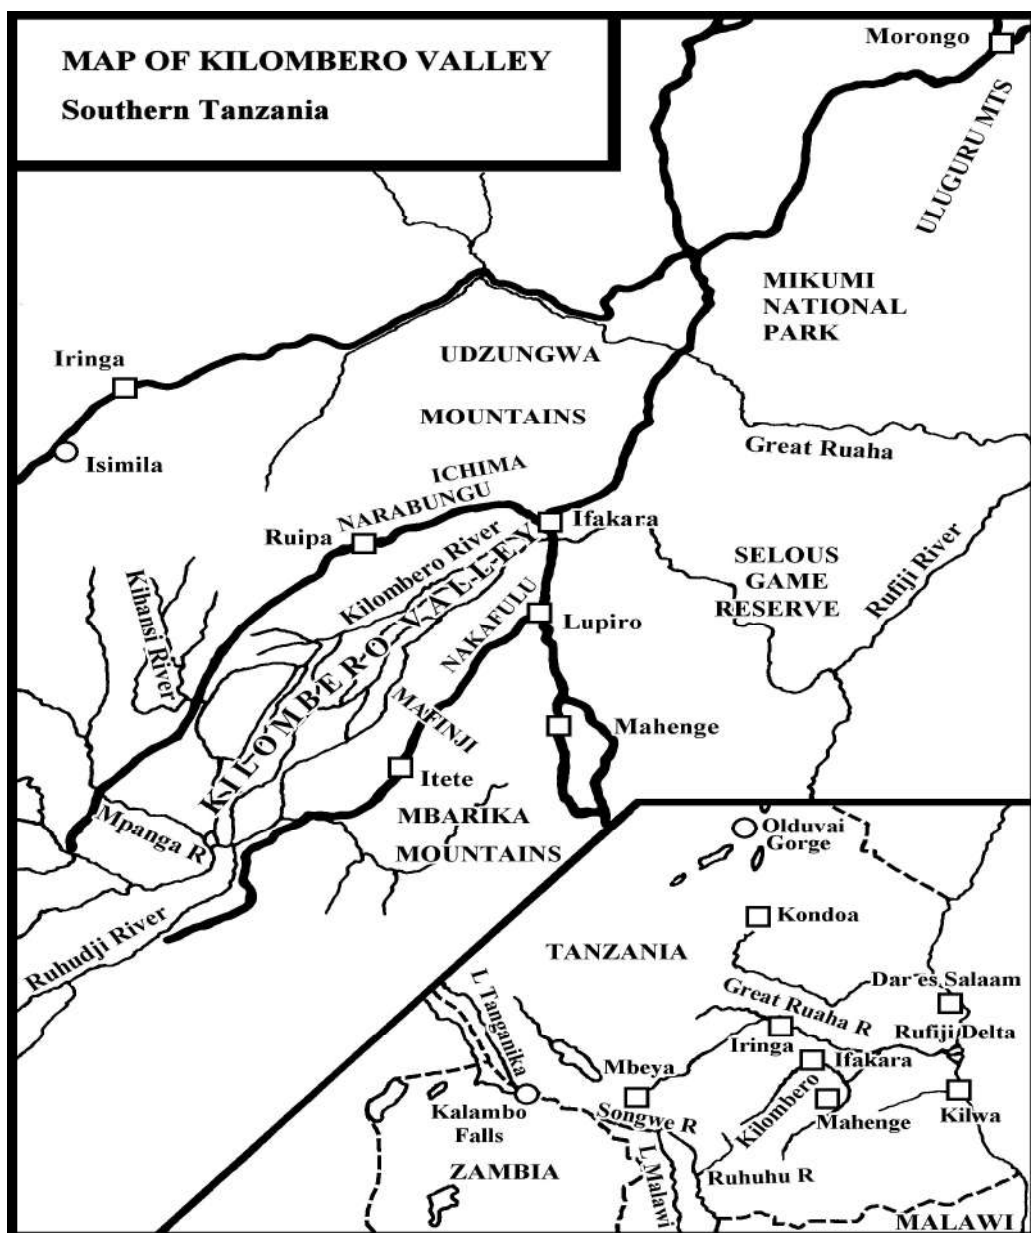 MAP OF KILOMBERO VALLEY
Southern Tanzania
Morongo
ULUGURU MTS
MIKUMI
NATIONAL
PARK
UDZUNGWA
MOUNTAINS
Iringa
Isimila
Great Ruaha
ICHIMA
NARABUNGU
Ruipa
Ifakara
Kilombero River
KILOMBERO VALLEY
SELOUS
GAME
RESERVE
Rufiji River
Kihansi River
NAKAFULU
Lupiro
MAFINJI
Mahenge
Itete
MBARIKA
MOUNTAINS
Mpanga R
Ruhudji River
Olduvai
Gorge
Kondoa
TANZANIA
Dar es Salaam
Great Ruaha R
Rufiji Delta
L Tanganika
Iringa
Ifakara
Mbeya
Kilombero
Mahenge
Kilwa
Kalambo
Falls
Songwe R
ZAMBIA
L Malawi
Ruhuhu R
MALAWI